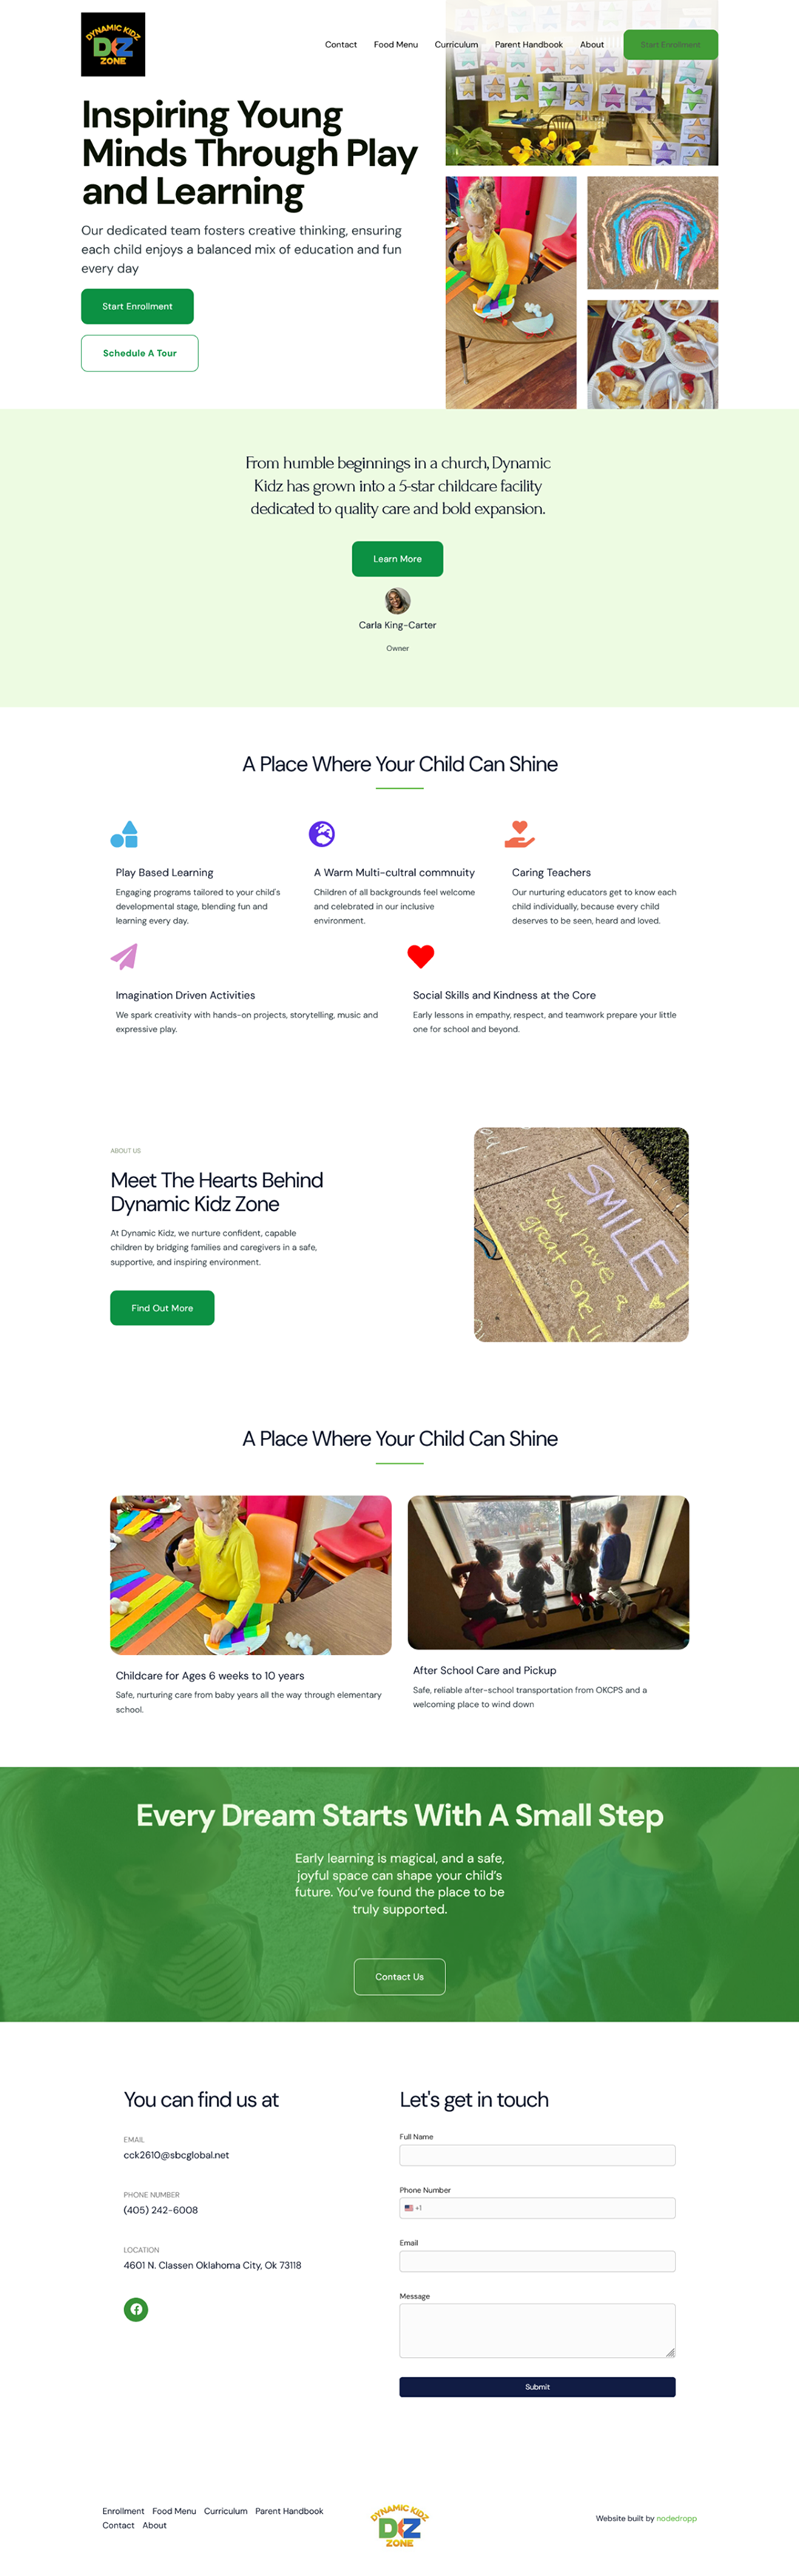 DYNAMIC KIDZ
DKZ
ZONE
Contact
Food Menu
Curriculum
Parent Handbook
About
Start Enrollment
Inspiring Young
Minds Through Play
and Learning
Our dedicated team fosters creative thinking, ensuring
each child enjoys a balanced mix of education and fun
every day
Start Enrollment
Schedule A Tour
From humble beginnings in a church, Dynamic
Kidz has grown into a 5-star childcare facility
dedicated to quality care and bold expansion.
Learn More
Carla King-Carter
Owner
A Place Where Your Child Can Shine
Play Based Learning
Engaging programs tailored to your child's
developmental stage, blending fun and
learning every day.
A Warm Multi-cultral commnuity
Children of all backgrounds feel welcome
and celebrated in our inclusive
environment.
Caring Teachers
Our nurturing educators get to know each
child individually, because every child
deserves to be seen, heard and loved.
Imagination Driven Activities
We spark creativity with hands-on projects, storytelling, music and
expressive play.
Social Skills and Kindness at the Core
Early lessons in empathy, respect, and teamwork prepare your little
one for school and beyond.
ABOUT US
Meet The Hearts Behind
Dynamic Kidz Zone
At Dynamic Kidz, we nurture confident, capable
children by bridging families and caregivers in a safe,
supportive, and inspiring environment.
Find Out More
SMILE
you have a
great one!!
A Place Where Your Child Can Shine
Childcare for Ages 6 weeks to 10 years
Safe, nurturing care from baby years all the way through elementary
school.
After School Care and Pickup
Safe, reliable after-school transportation from OKCPS and a
welcoming place to wind down
Every Dream Starts With A Small Step
Early learning is magical, and a safe,
joyful space can shape your child's
future. You've found the place to be
truly supported.
Contact Us
You can find us at
EMAIL
cck2610@sbcglobal.net
PHONE NUMBER
(405) 242-6008
LOCATION
4601 N. Classen Oklahoma City, Ok 73118
Let's get in touch
Full Name
Phone Number
+1
Email
Message
Submit
Enrollment Food Menu Curriculum Parent Handbook
Contact About
DYNAMIC KIDZ
DKZ
ZONE
Website built by nodedropp